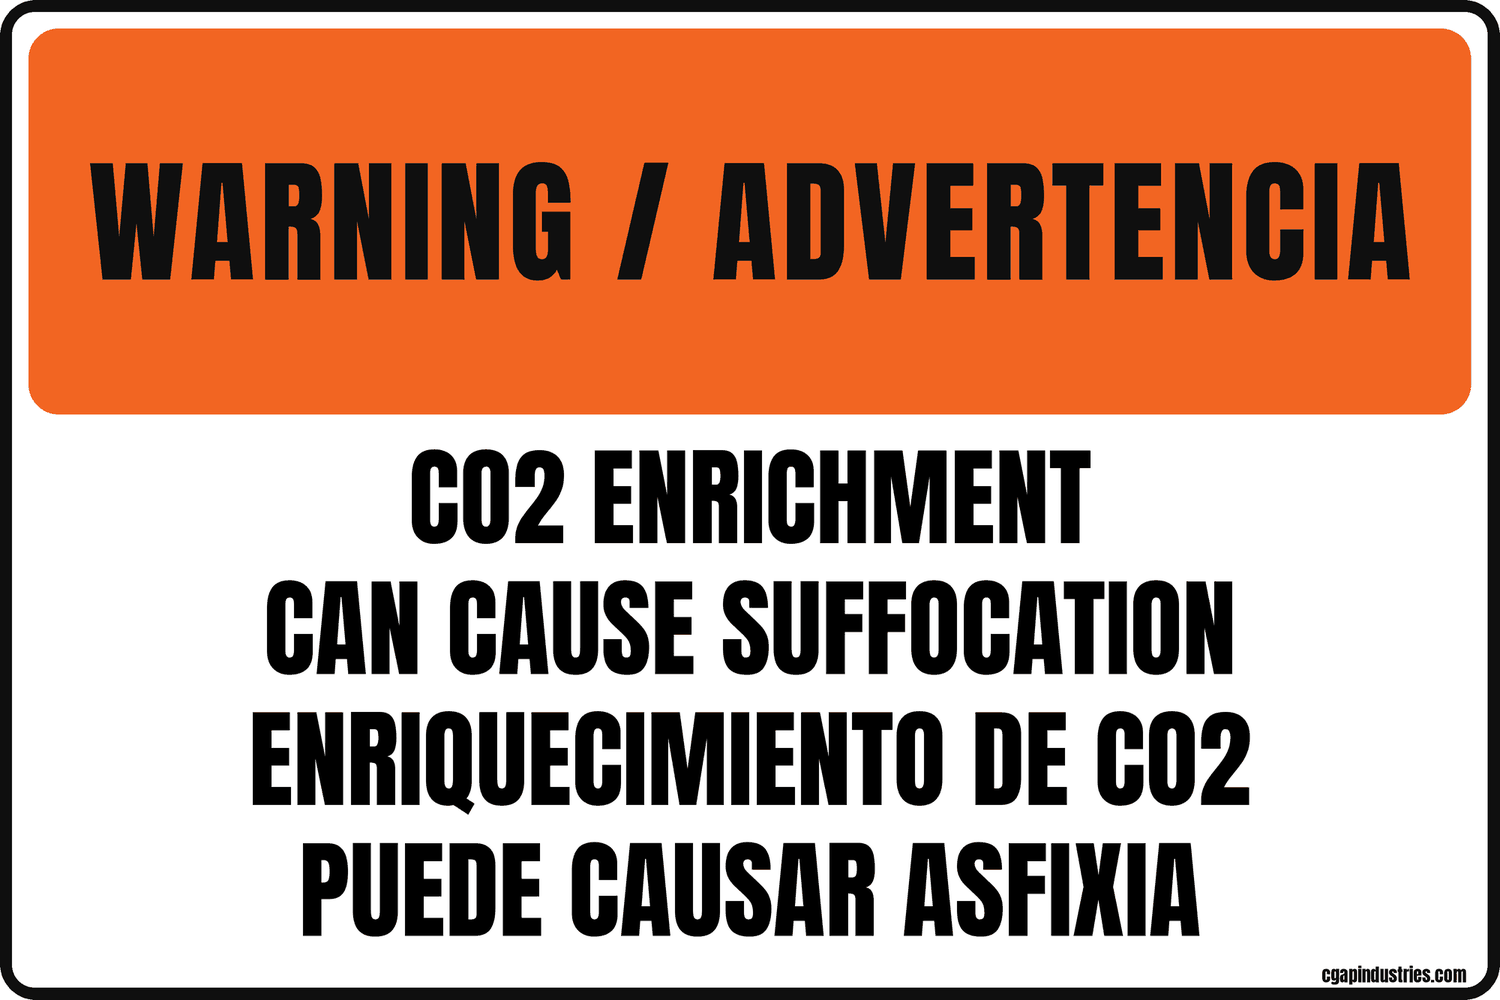 WARNING / ADVERTENCIA
CO2 ENRICHMENT
CAN CAUSE SUFFOCATION
ENRIQUECIMIENTO DE CO2
PUEDE CAUSAR ASFIXIA
cgapindustries.com